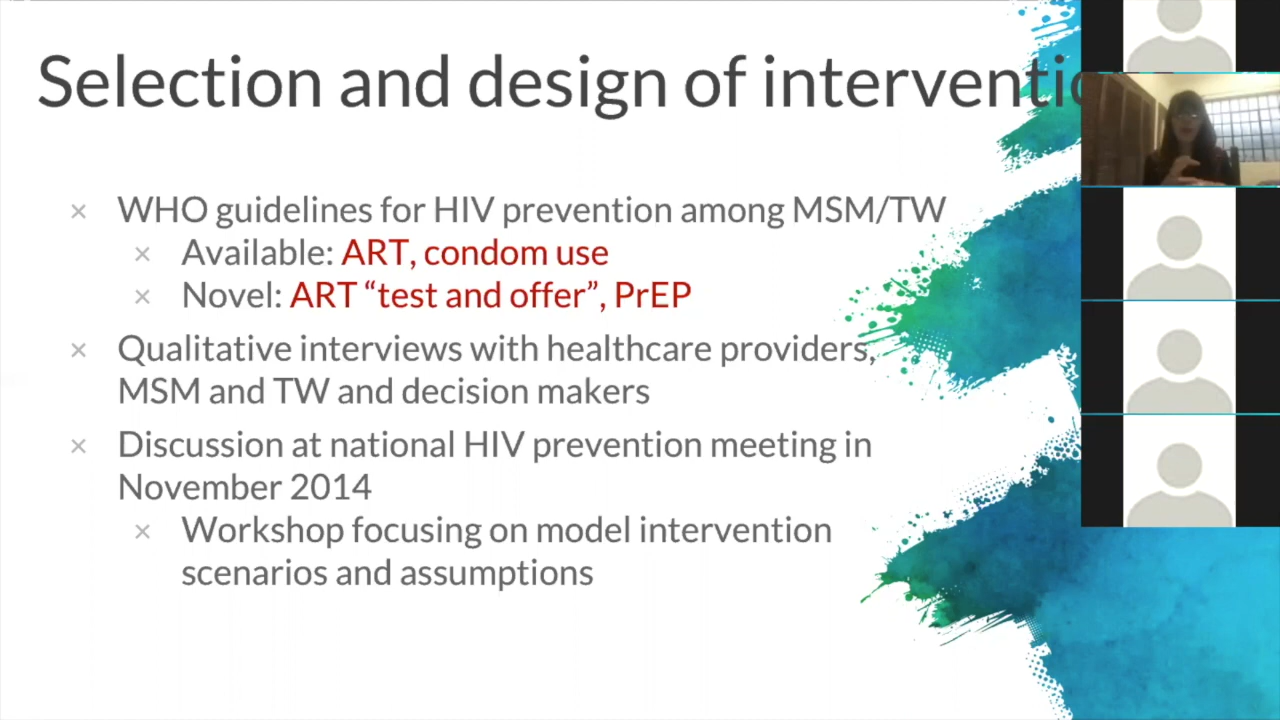 Selection and design of interventio
× WHO guidelines for HIV prevention among MSM/TW
× Available: ART, condom use
× Novel: ART “test and offer”, PrEP
× Qualitative interviews with healthcare providers,
MSM and TW and decision makers
× Discussion at national HIV prevention meeting in
November 2014
× Workshop focusing on model intervention
scenarios and assumptions